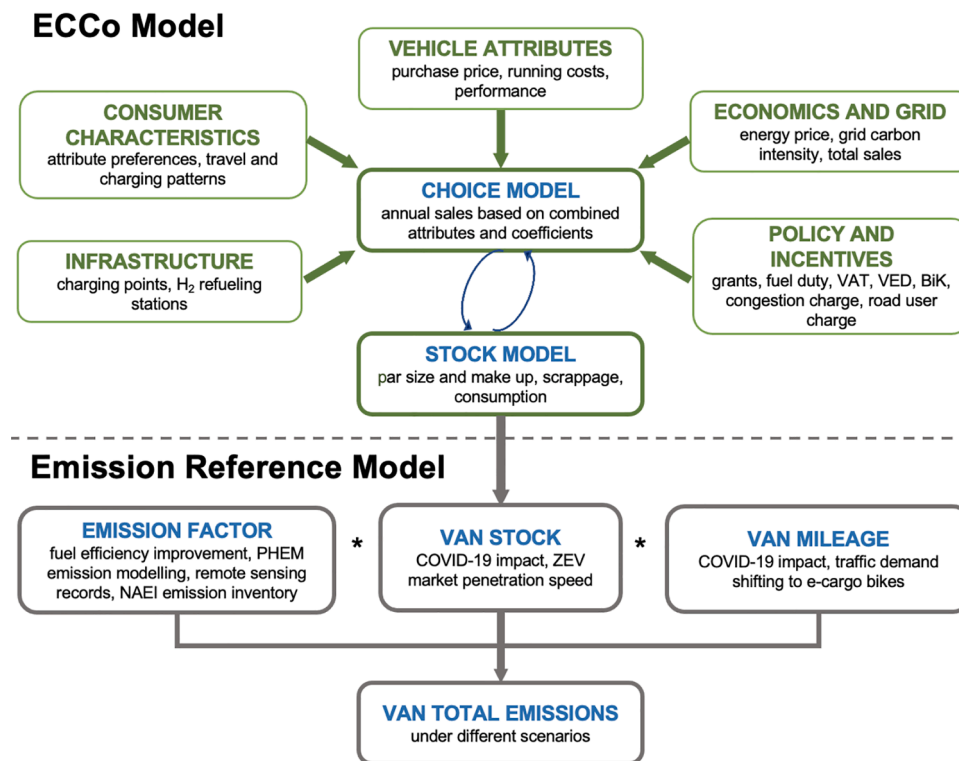 ECCo Model
VEHICLE ATTRIBUTES
purchase price, running costs,
performance
CONSUMER
CHARACTERISTICS
attribute preferences, travel and
charging patterns
ECONOMICS AND GRID
energy price, grid carbon
intensity, total sales
CHOICE MODEL
annual sales based on combined
attributes and coefficients
INFRASTRUCTURE
charging points, H₂ refueling
stations
POLICY AND
INCENTIVES
grants, fuel duty, VAT, VED, BiK,
congestion charge, road user
charge
STOCK MODEL
par size and make up, scrappage,
consumption
Emission Reference Model
EMISSION FACTOR
fuel efficiency improvement, PHEM
emission modelling, remote sensing
records, NAEI emission inventory
*
VAN STOCK
COVID-19 impact, ZEV
market penetration speed
*
VAN MILEAGE
COVID-19 impact, traffic demand
shifting to e-cargo bikes
VAN TOTAL EMISSIONS
under different scenarios